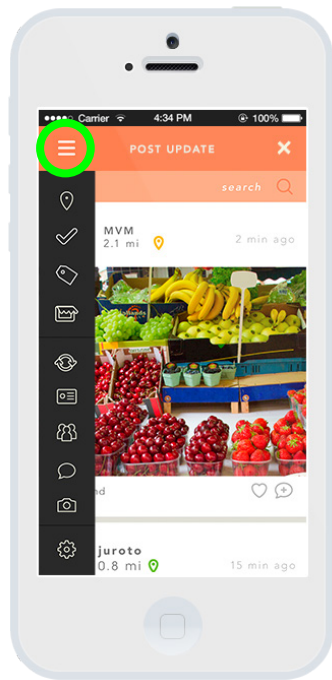 Carrier 4:34 PM 100%
POST UPDATE
search
MVM
2.1 mi 2 min ago
nd
juroto
0.8 mi 15 min ago